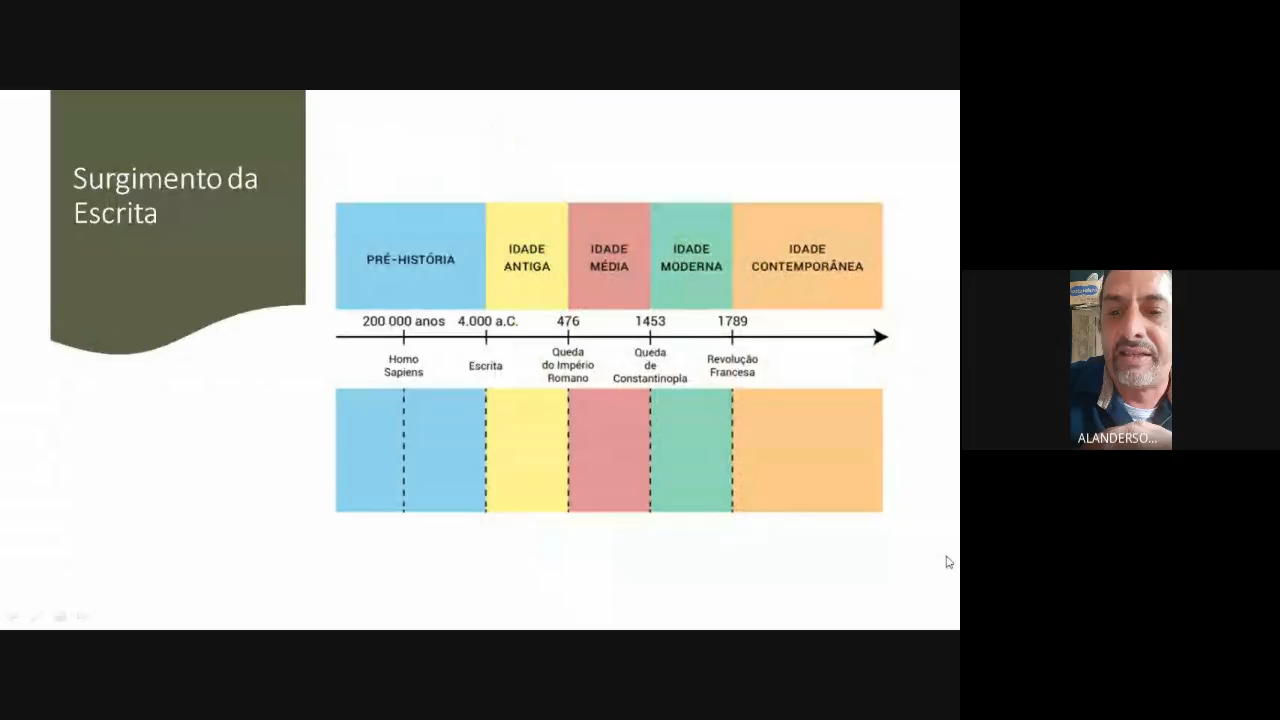 Surgimento da
Escrita
PRÉ-HISTÓRIA
IDADE
ANTIGA
IDADE
MÉDIA
IDADE
MODERNA
IDADE
CONTEMPORÂNEA
200 000 anos
4.000 a.C.
476
1453
1789
Homo
Sapiens
Escrita
Queda
do Império
Romano
Queda
de
Constantinopla
Revolução
Francesa
ALANDERSO...